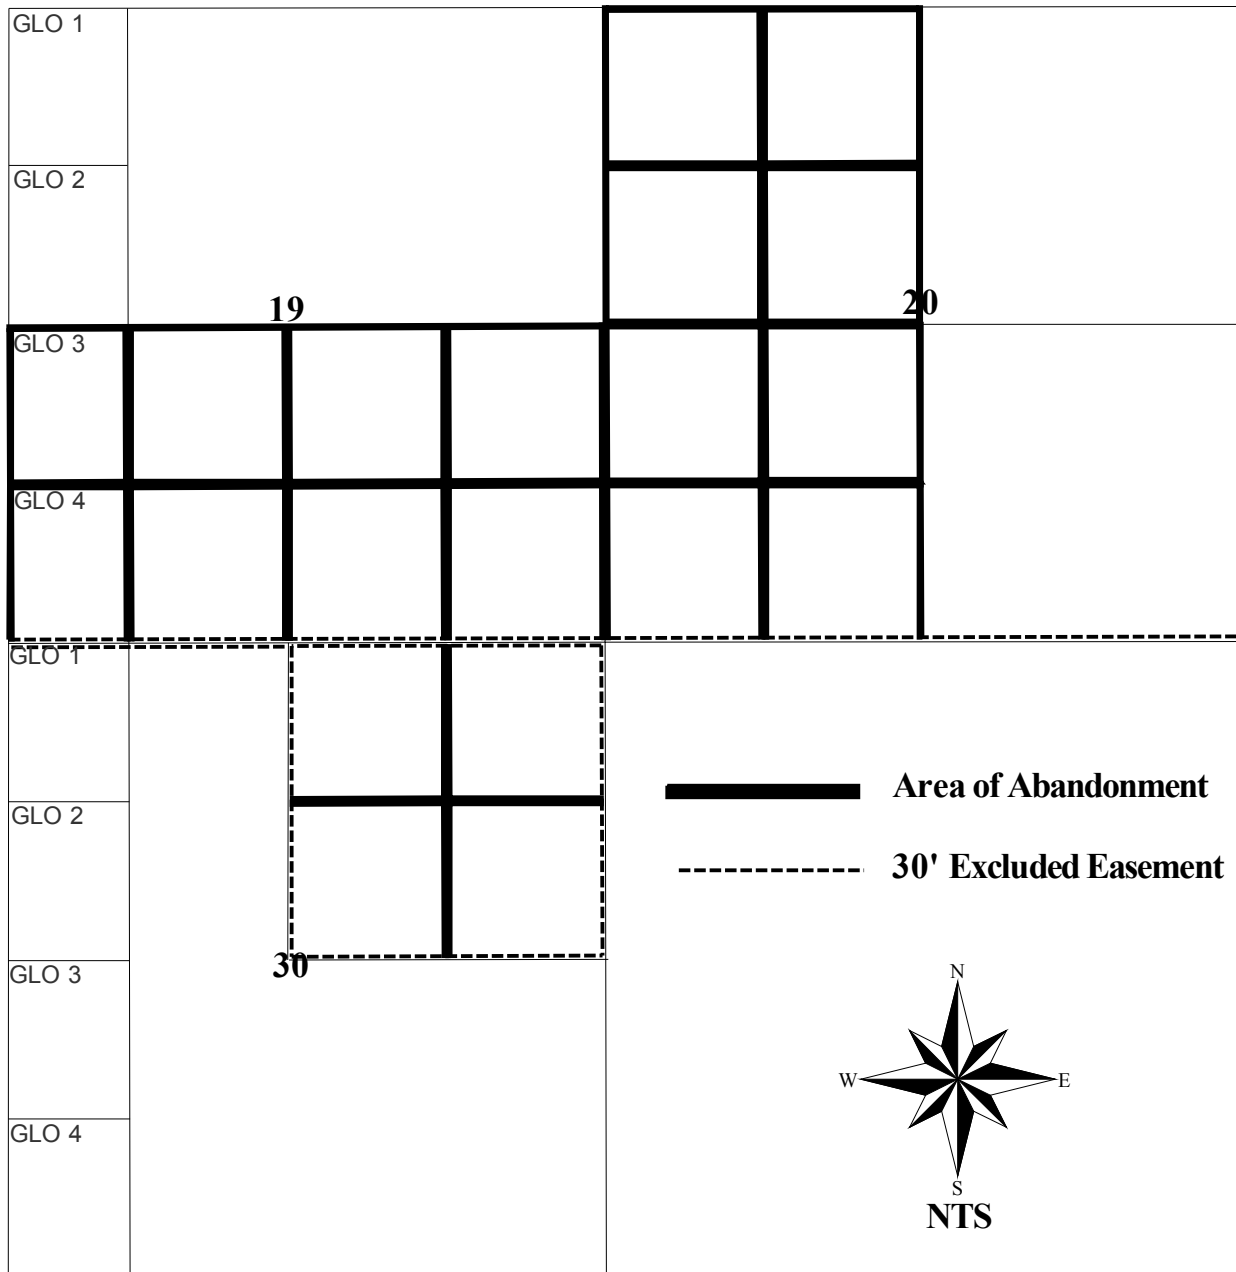 GLO 1
GLO 2
19
20
GLO 3
GLO 4
GLO 1
Area of Abandonment
GLO 2
30' Excluded Easement
30
GLO 3
N
W
E
GLO 4
S
NTS